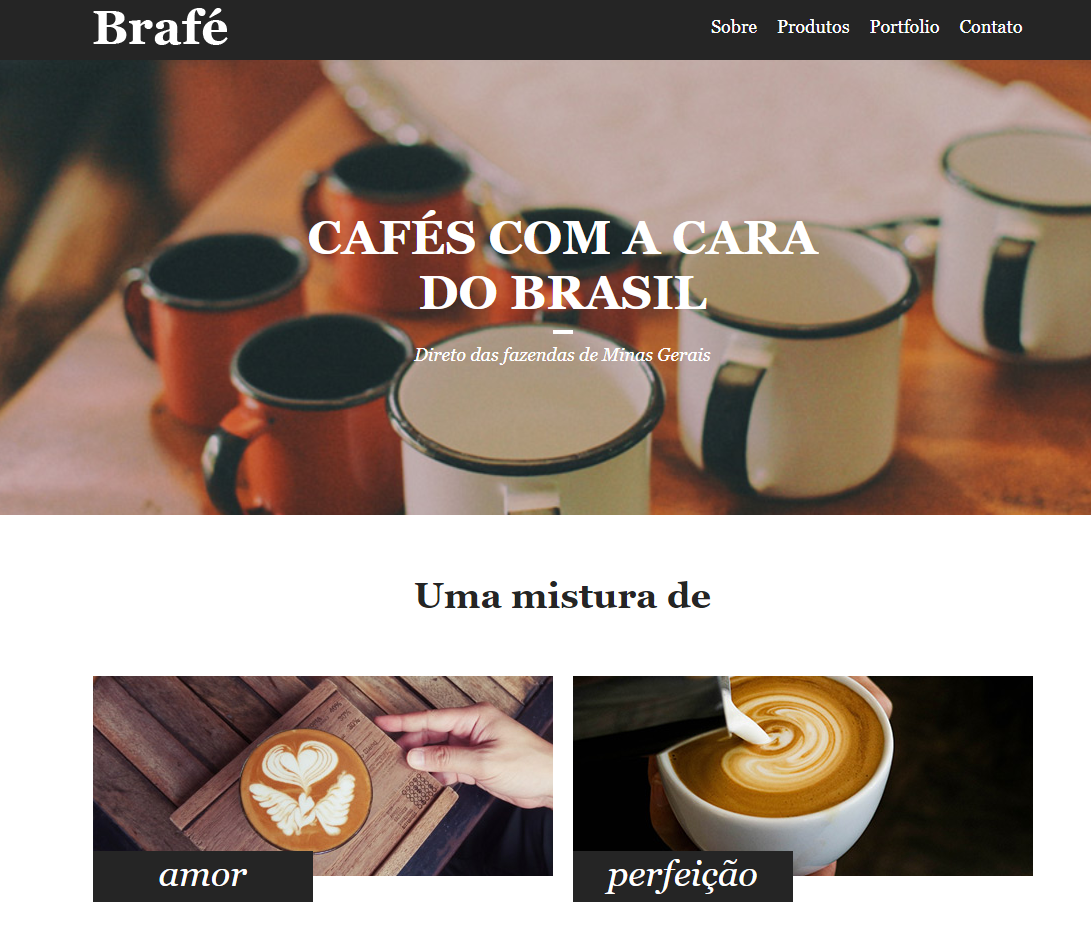 Brafé
Sobre Produtos Portfolio Contato
CAFÉS COM A CARA
DO BRASIL
Direto das fazendas de Minas Gerais
Uma mistura de
amor
perfeição